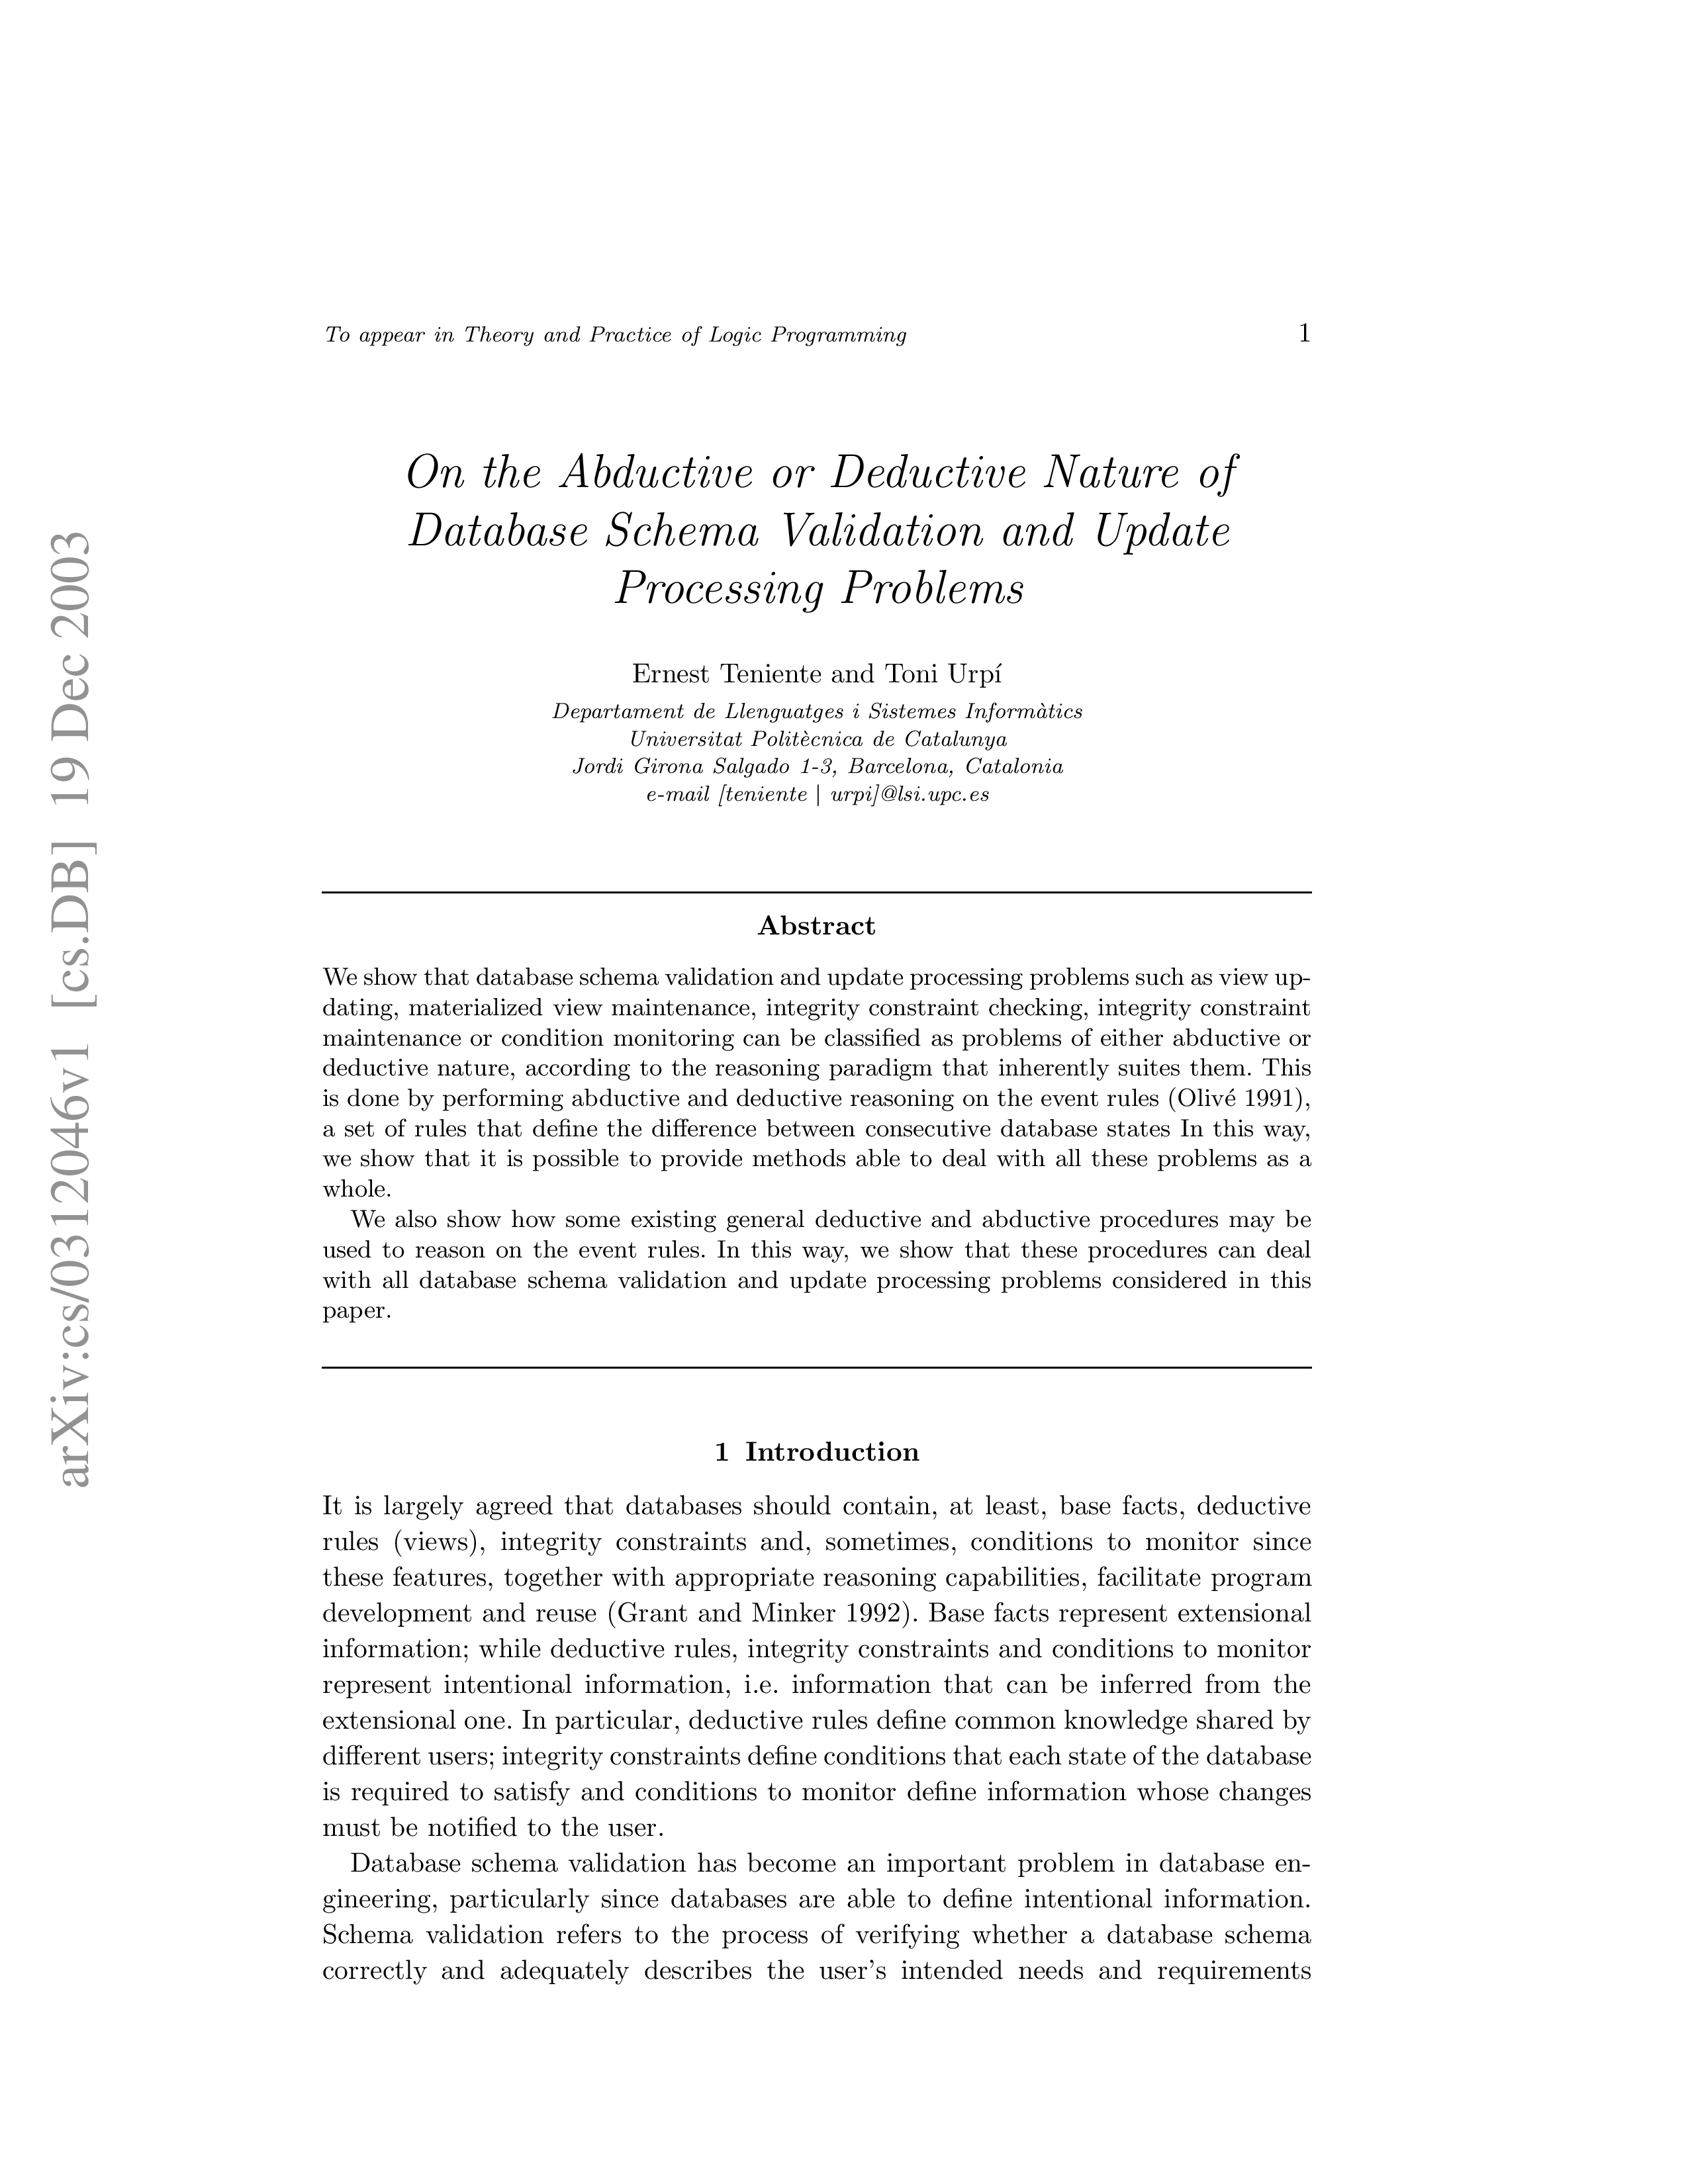 To appear in Theory and Practice of Logic Programming 1
On the Abductive or Deductive Nature of
Database Schema Validation and Update
Processing Problems
Ernest Teniente and Toni Urpí
Departament de Llenguatges i Sistemes Informàtics
Universitat Politècnica de Catalunya
Jordi Girona Salgado 1-3, Barcelona, Catalonia
e-mail [teniente | urpi]@lsi.upc.es
Abstract
We show that database schema validation and update processing problems such as view up-
dating, materialized view maintenance, integrity constraint checking, integrity constraint
maintenance or condition monitoring can be classified as problems of either abductive or
deductive nature, according to the reasoning paradigm that inherently suites them. This
is done by performing abductive and deductive reasoning on the event rules (Olivé 1991),
a set of rules that define the difference between consecutive database states In this way,
we show that it is possible to provide methods able to deal with all these problems as a
whole.
We also show how some existing general deductive and abductive procedures may be
used to reason on the event rules. In this way, we show that these procedures can deal
with all database schema validation and update processing problems considered in this
paper.
1 Introduction
It is largely agreed that databases should contain, at least, base facts, deductive
rules (views), integrity constraints and, sometimes, conditions to monitor since
these features, together with appropriate reasoning capabilities, facilitate program
development and reuse (Grant and Minker 1992). Base facts represent extensional
information; while deductive rules, integrity constraints and conditions to monitor
represent intentional information, i.e. information that can be inferred from the
extensional one. In particular, deductive rules define common knowledge shared by
different users; integrity constraints define conditions that each state of the database
is required to satisfy and conditions to monitor define information whose changes
must be notified to the user.
Database schema validation has become an important problem in database en-
gineering, particularly since databases are able to define intentional information.
Schema validation refers to the process of verifying whether a database schema
correctly and adequately describes the user's intended needs and requirements
arXiv:cs/0312046v1 [cs.DB] 19 Dec 2003